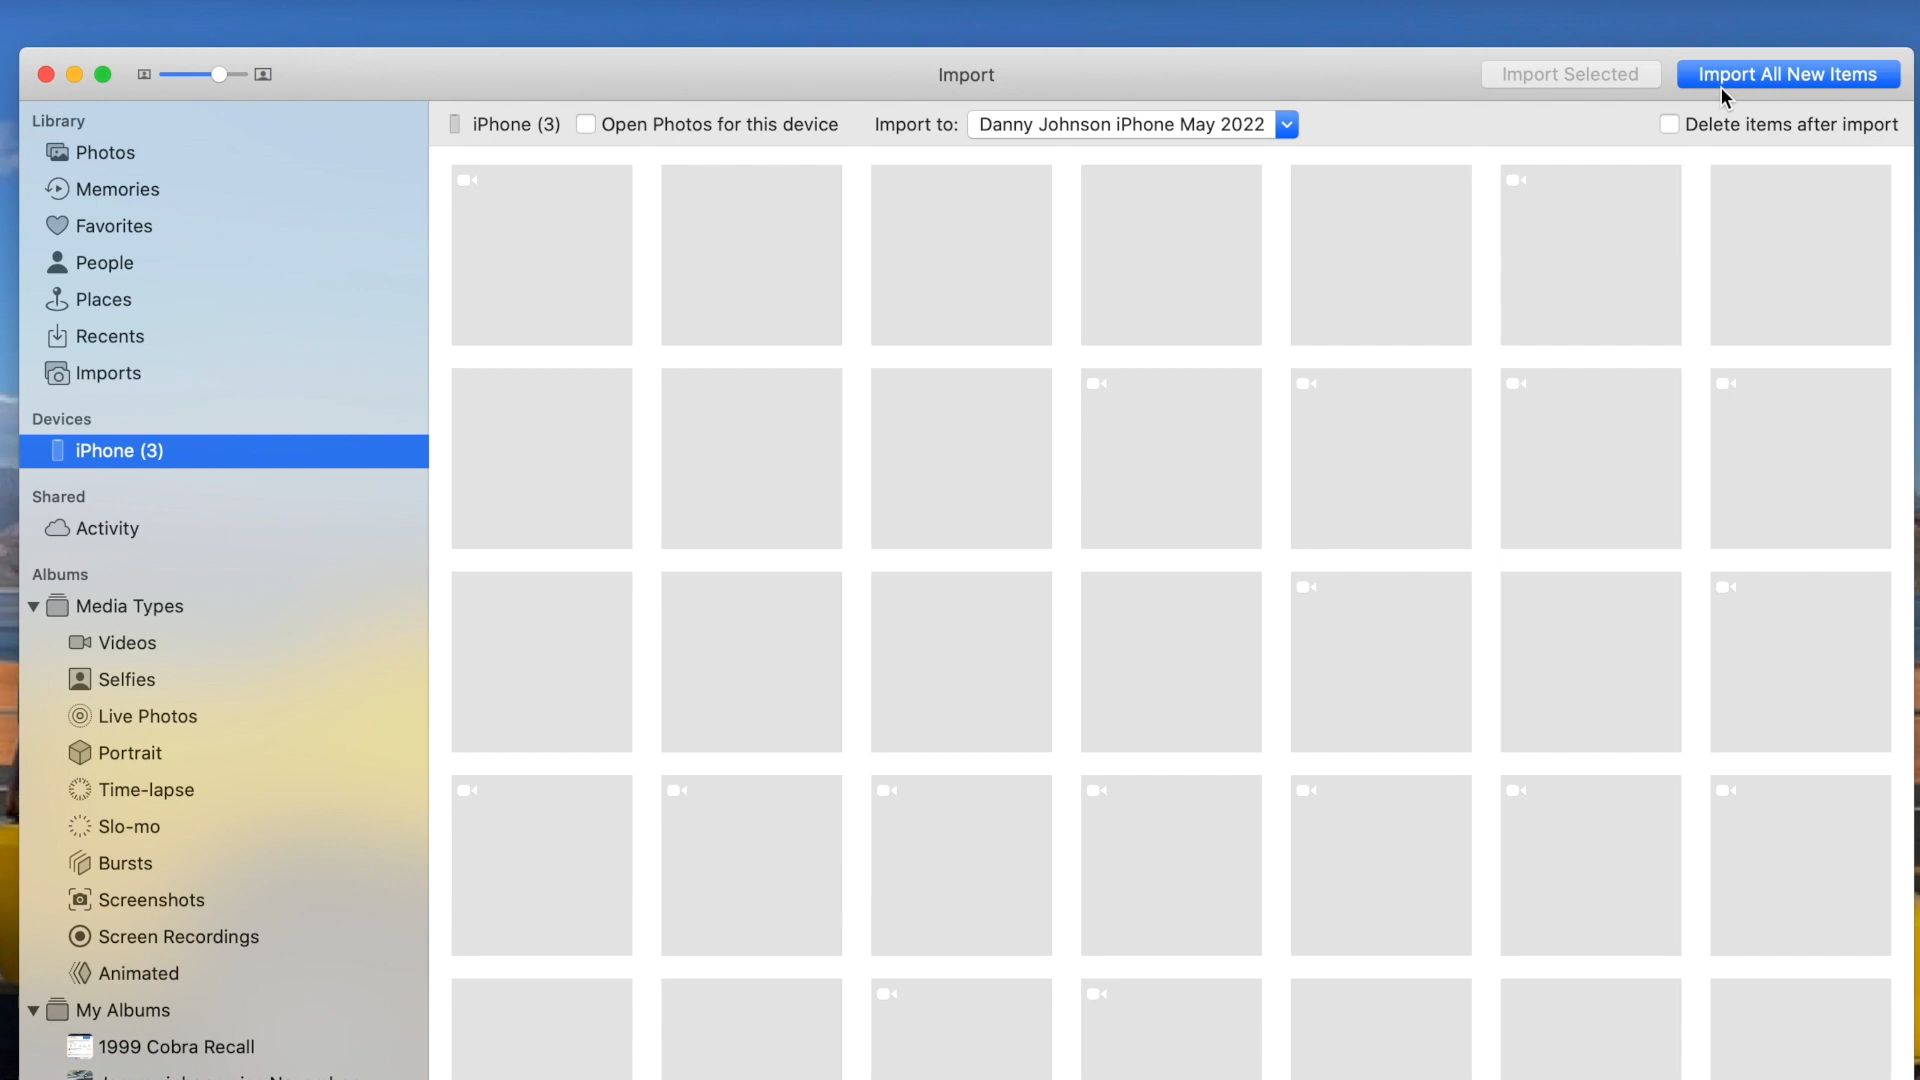 Import
Import Selected
Import All New Items
iPhone (3)
Open Photos for this device
Import to:
Danny Johnson iPhone May 2022
Delete items after import
Library
Photos
Memories
Favorites
People
Places
Recents
Imports
Devices
iPhone (3)
Shared
Activity
Albums
Media Types
Videos
Selfies
Live Photos
Portrait
Time-lapse
Slo-mo
Bursts
Screenshots
Screen Recordings
Animated
My Albums
1999 Cobra Recall